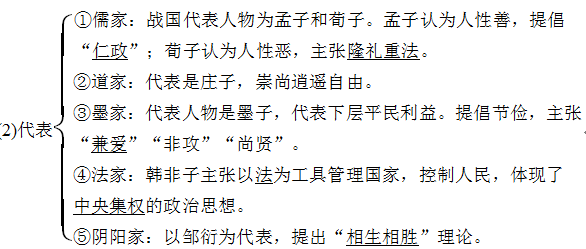 ①儒家：战国代表人物为孟子和荀子。孟子认为人性善，提倡
“仁政”；荀子认为人性恶，主张隆礼重法。
②道家：代表是庄子，崇尚逍遥自由。
③墨家：代表人物是墨子，代表下层平民利益。提倡节俭，主张
(2)代表
“兼爱”“非攻”“尚贤”。
④法家：韩非子主张以法为工具管理国家，控制人民，体现了
中央集权的政治思想。
⑤阴阳家：以邹衍为代表，提出“相生相胜”理论。